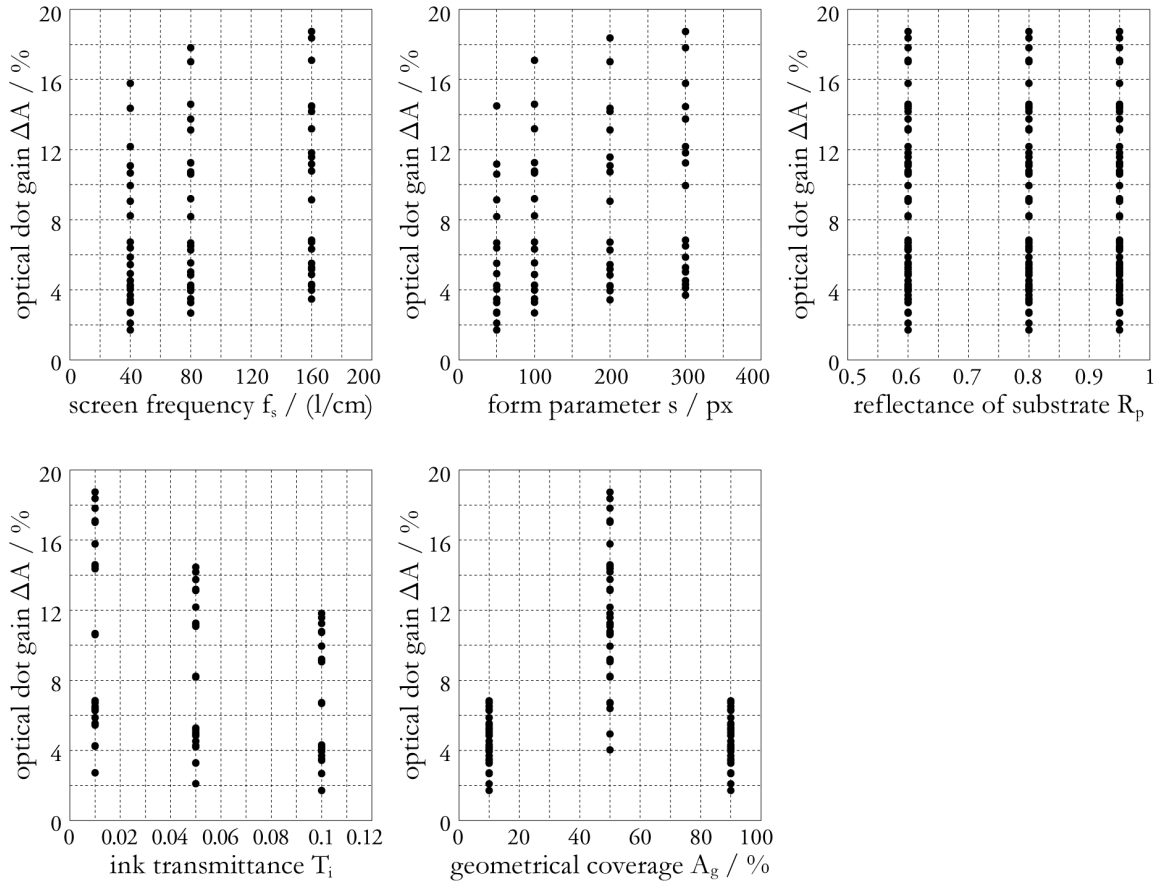 optical dot gain ΔA / %
20
16
12
8
4
0
0 40 80 120 160 200
screen frequency fₛ / (l/cm)
optical dot gain ΔA / %
20
16
12
8
4
0
0 100 200 300 400
form parameter s / px
optical dot gain ΔA / %
20
16
12
8
4
0
0.5 0.6 0.7 0.8 0.9 1
reflectance of substrate Rₚ
optical dot gain ΔA / %
20
16
12
8
4
0
0 0.02 0.04 0.06 0.08 0.1 0.12
ink transmittance Tᵢ
optical dot gain ΔA / %
20
16
12
8
4
0
0 20 40 60 80 100
geometrical coverage A_g / %